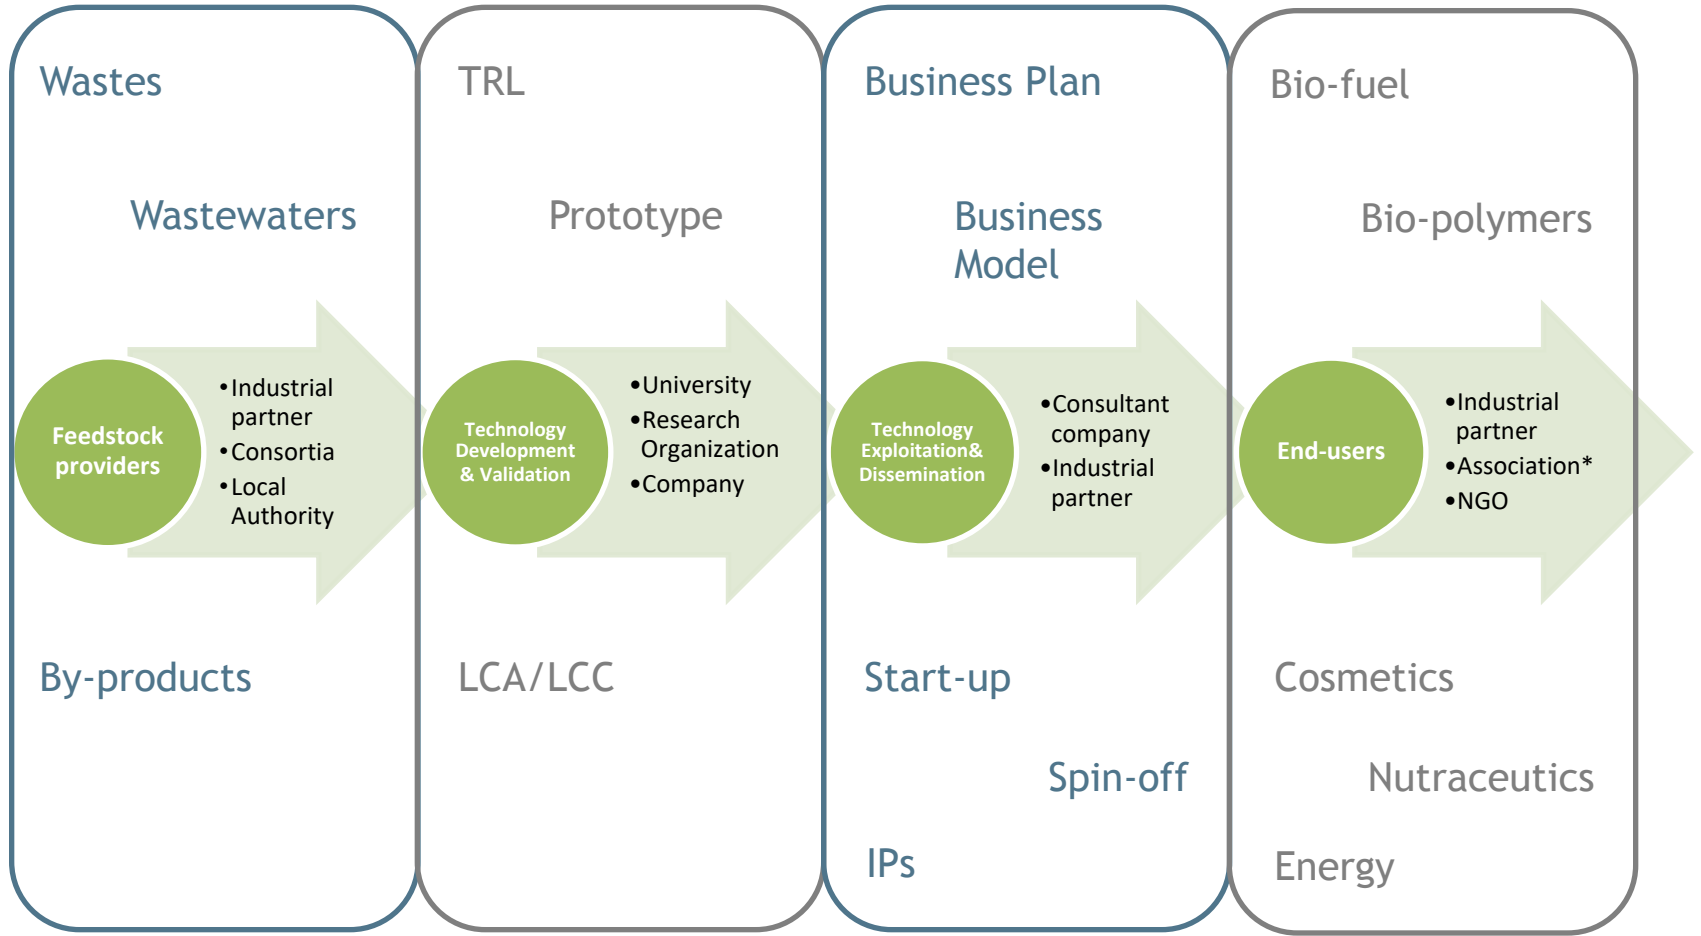 Wastes
Wastewaters
Feedstock
providers
•Industrial
partner
•Consortia
•Local
Authority
By-products
TRL
Prototype
Technology
Development
& Validation
•University
•Research
Organization
•Company
LCA/LCC
Business Plan
Business
Model
Technology
Exploitation&
Dissemination
•Consultant
company
•Industrial
partner
Start-up
Spin-off
IPs
Bio-fuel
Bio-polymers
End-users
•Industrial
partner
•Association*
•NGO
Cosmetics
Nutraceutics
Energy